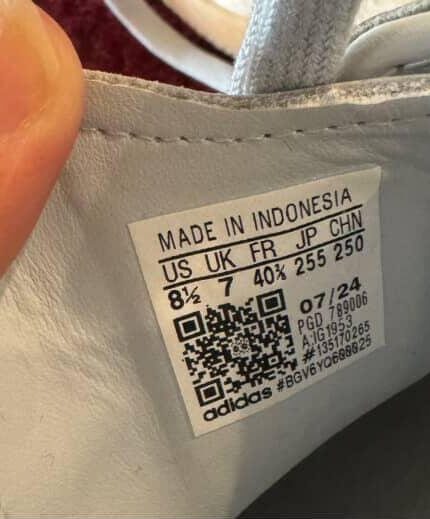 MADE IN INDONESIA
US UK FR JP CHN
8½ 7 40⅔ 255 250
07/24
PGD 789006
A:IG1953
#135170265
adidas #BGV6YQ600025